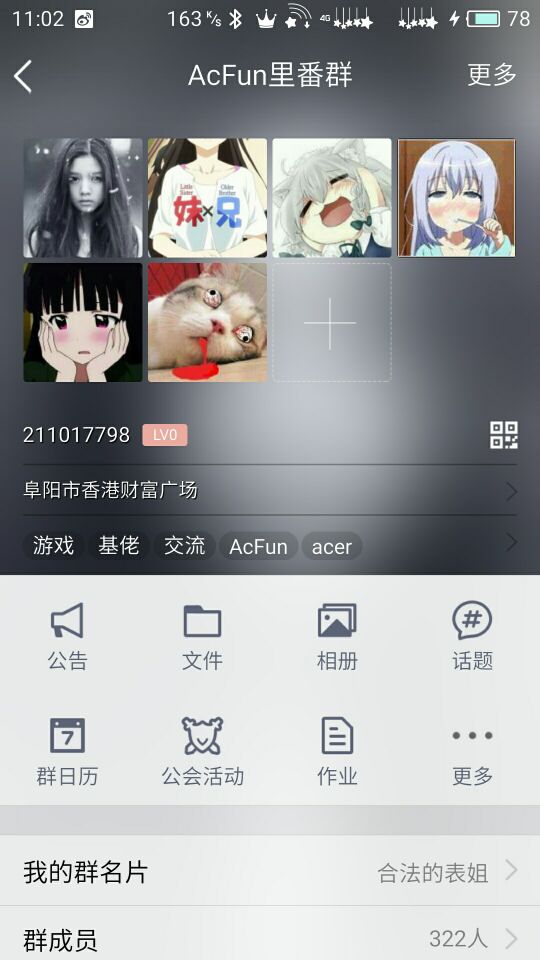 11:02 163 K/s 4G 78
AcFun里番群 更多
Little Sister Older Brother
妹×兄
211017798 LV0
阜阳市香港财富广场
游戏 基佬 交流 AcFun acer
公告 文件 相册 话题
7
群日历 公会活动 作业 更多
我的群名片 合法的表姐
群成员 322人